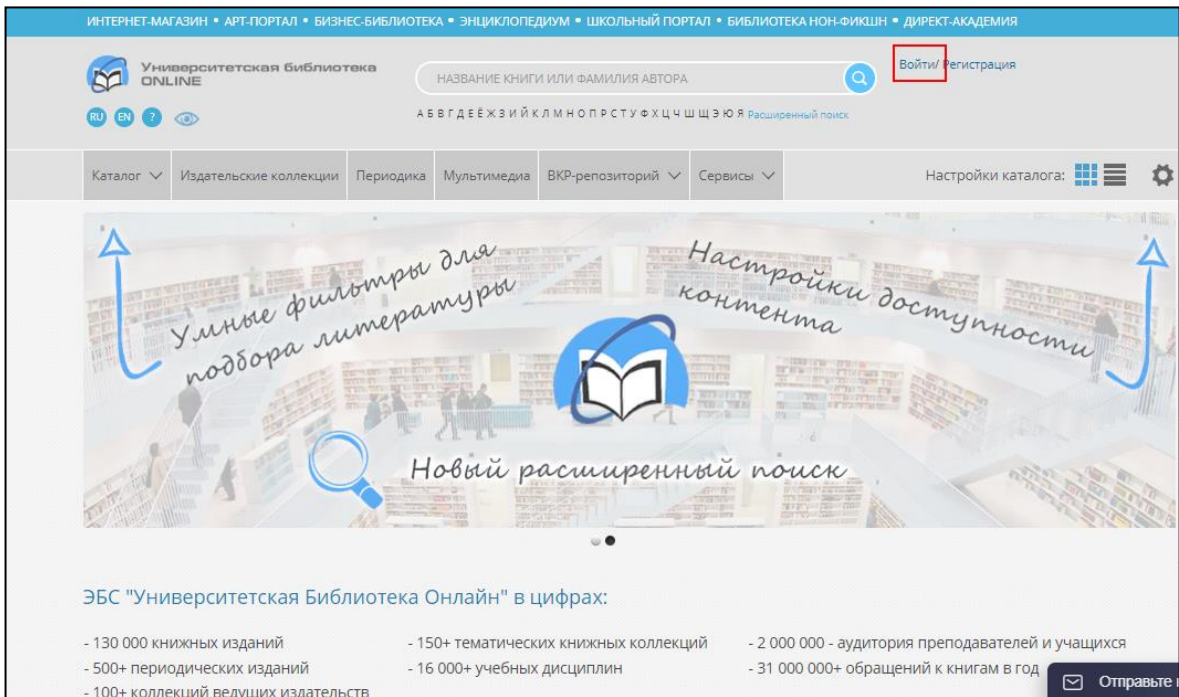 ИНТЕРНЕТ-МАГАЗИН • АРТ-ПОРТАЛ • БИЗНЕС-БИБЛИОТЕКА • ЭНЦИКЛОПЕДИУМ • ШКОЛЬНЫЙ ПОРТАЛ • БИБЛИОТЕКА НОН-ФИКШН • ДИРЕКТ-АКАДЕМИЯ
Университетская библиотека
ONLINE
НАЗВАНИЕ КНИГИ ИЛИ ФАМИЛИЯ АВТОРА
Войти/ Регистрация
RU EN ?
А Б В Г Д Е Ё Ж З И Й К Л М Н О П Р С Т У Ф Х Ц Ч Ш Щ Э Ю Я Расширенный поиск
Каталог Издательские коллекции Периодика Мультимедиа ВКР-репозиторий Сервисы Настройки каталога:
Умные фильтры для
подбора литературы
Настройки доступности
контента
Новый расширенный поиск
ЭБС "Университетская Библиотека Онлайн" в цифрах:
- 130 000 книжных изданий - 150+ тематических книжных коллекций - 2 000 000 - аудитория преподавателей и учащихся
- 500+ периодических изданий - 16 000+ учебных дисциплин - 31 000 000+ обращений к книгам в год
- 100+ коллекций ведущих издательств
Отправьте